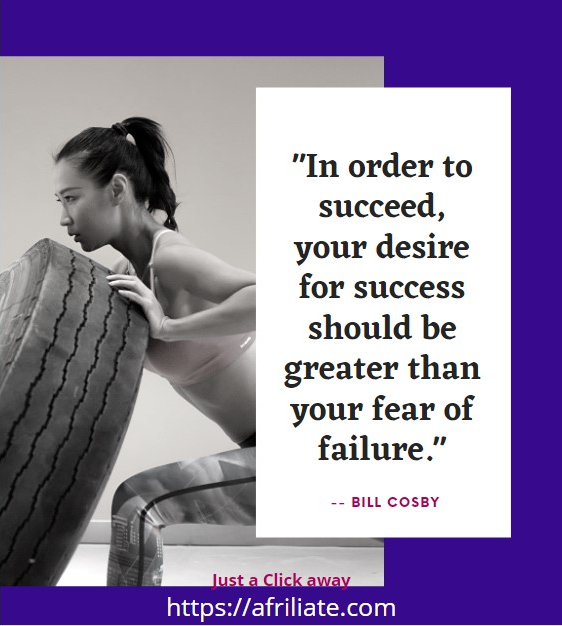 "In order to
succeed,
your desire
for success
should be
greater than
your fear of
failure."
-- BILL COSBY
Just a Click away
https://afriliate.com